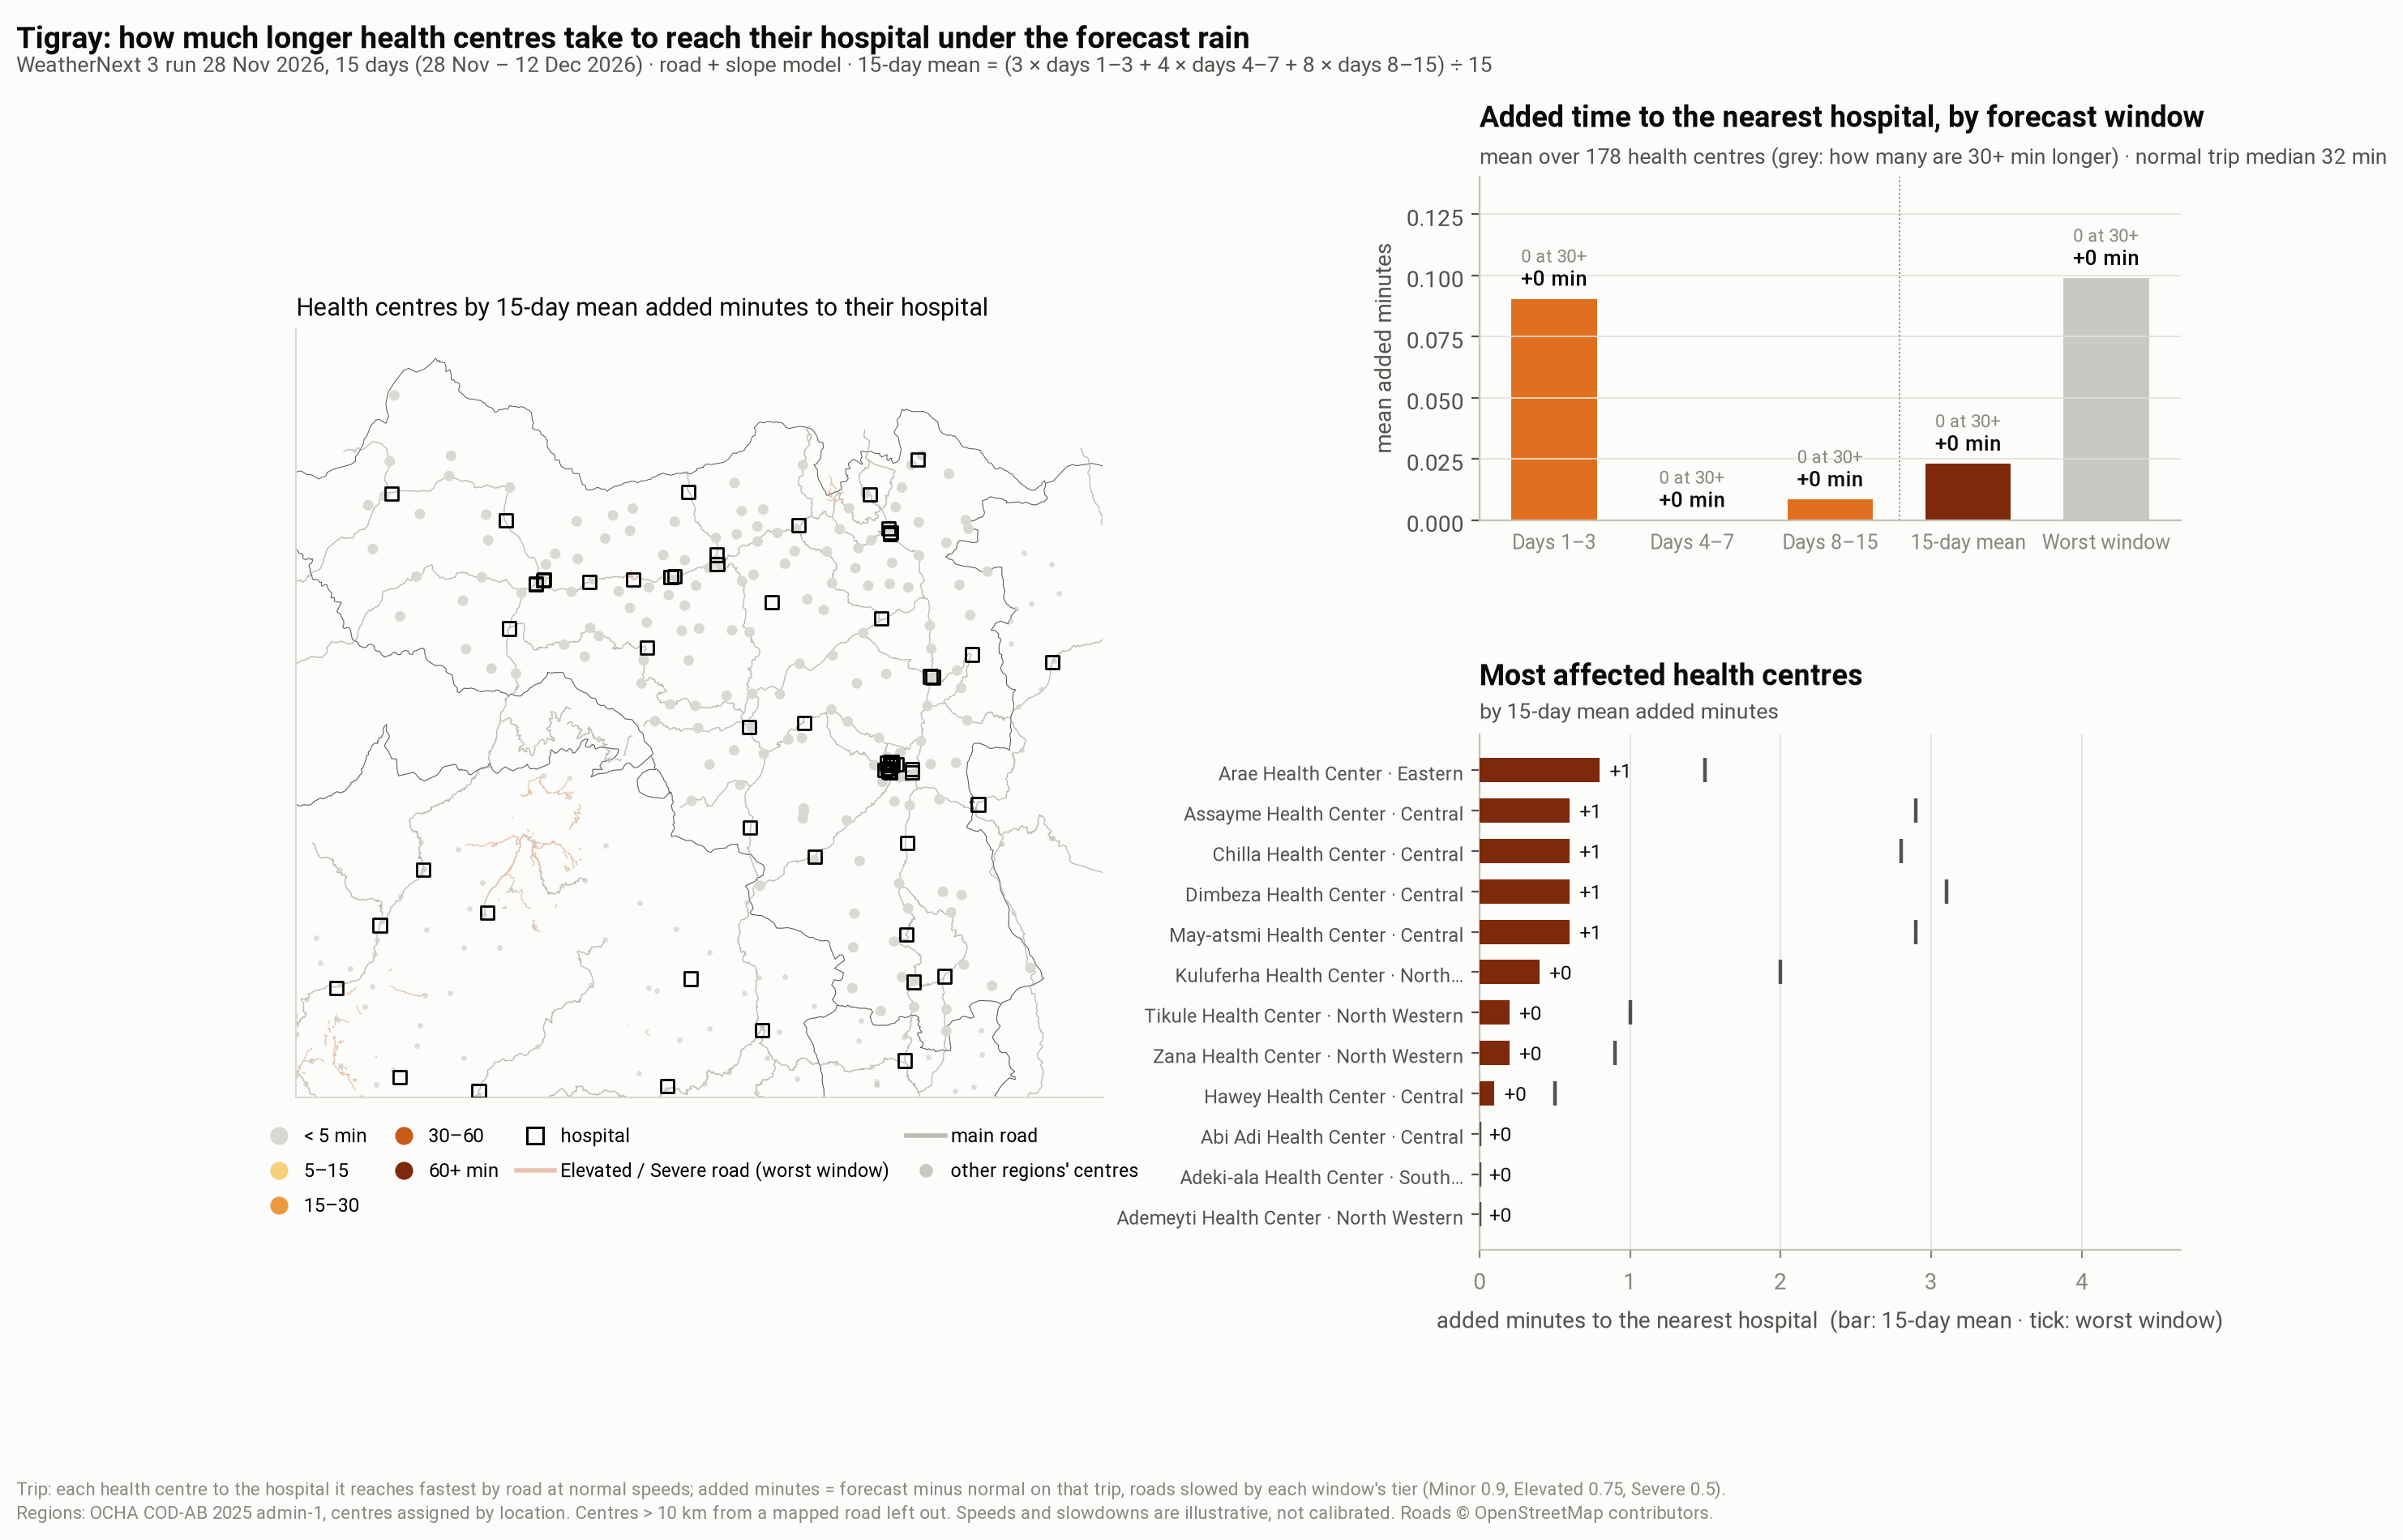 Tigray: how much longer health centres take to reach their hospital under the forecast rain
WeatherNext 3 run 28 Nov 2026, 15 days (28 Nov – 12 Dec 2026) · road + slope model · 15-day mean = (3 × days 1–3 + 4 × days 4–7 + 8 × days 8–15) ÷ 15
Health centres by 15-day mean added minutes to their hospital
< 5 min
5–15
15–30
30–60
60+ min
hospital
Elevated / Severe road (worst window)
main road
other regions' centres
Added time to the nearest hospital, by forecast window
mean over 178 health centres (grey: how many are 30+ min longer) · normal trip median 32 min
mean added minutes
0.125
0.100
0.075
0.050
0.025
0.000
0 at 30+
+0 min
0 at 30+
+0 min
0 at 30+
+0 min
0 at 30+
+0 min
0 at 30+
+0 min
Days 1–3
Days 4–7
Days 8–15
15-day mean
Worst window
Most affected health centres
by 15-day mean added minutes
Arae Health Center · Eastern +1
Assayme Health Center · Central +1
Chilla Health Center · Central +1
Dimbeza Health Center · Central +1
May-atsmi Health Center · Central +1
Kuluferha Health Center · North... +0
Tikule Health Center · North Western +0
Zana Health Center · North Western +0
Hawey Health Center · Central +0
Abi Adi Health Center · Central +0
Adeki-ala Health Center · South... +0
Ademeyti Health Center · North Western +0
0 1 2 3 4
added minutes to the nearest hospital (bar: 15-day mean · tick: worst window)
Trip: each health centre to the hospital it reaches fastest by road at normal speeds; added minutes = forecast minus normal on that trip, roads slowed by each window's tier (Minor 0.9, Elevated 0.75, Severe 0.5).
Regions: OCHA COD-AB 2025 admin-1, centres assigned by location. Centres > 10 km from a mapped road left out. Speeds and slowdowns are illustrative, not calibrated. Roads © OpenStreetMap contributors.